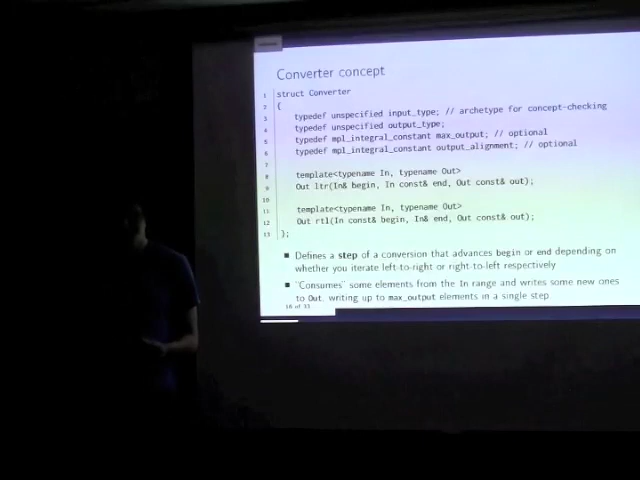 Converter concept
1 struct Converter
2 {
3 typedef unspecified input_type; // archetype for concept-checking
4 typedef unspecified output_type;
5 typedef mpl_integral_constant max_output; // optional
6 typedef mpl_integral_constant output_alignment; // optional
7
8 template<typename In, typename Out>
9 Out ltr(In& begin, In const& end, Out const& out);
10
11 template<typename In, typename Out>
12 Out rtl(In const& begin, In& end, Out const& out);
13 };
■ Defines a step of a conversion that advances begin or end depending on
whether you iterate left-to-right or right-to-left respectively
■ "Consumes" some elements from the In range and writes some new ones
to Out, writing up to max_output elements in a single step
16 of 33